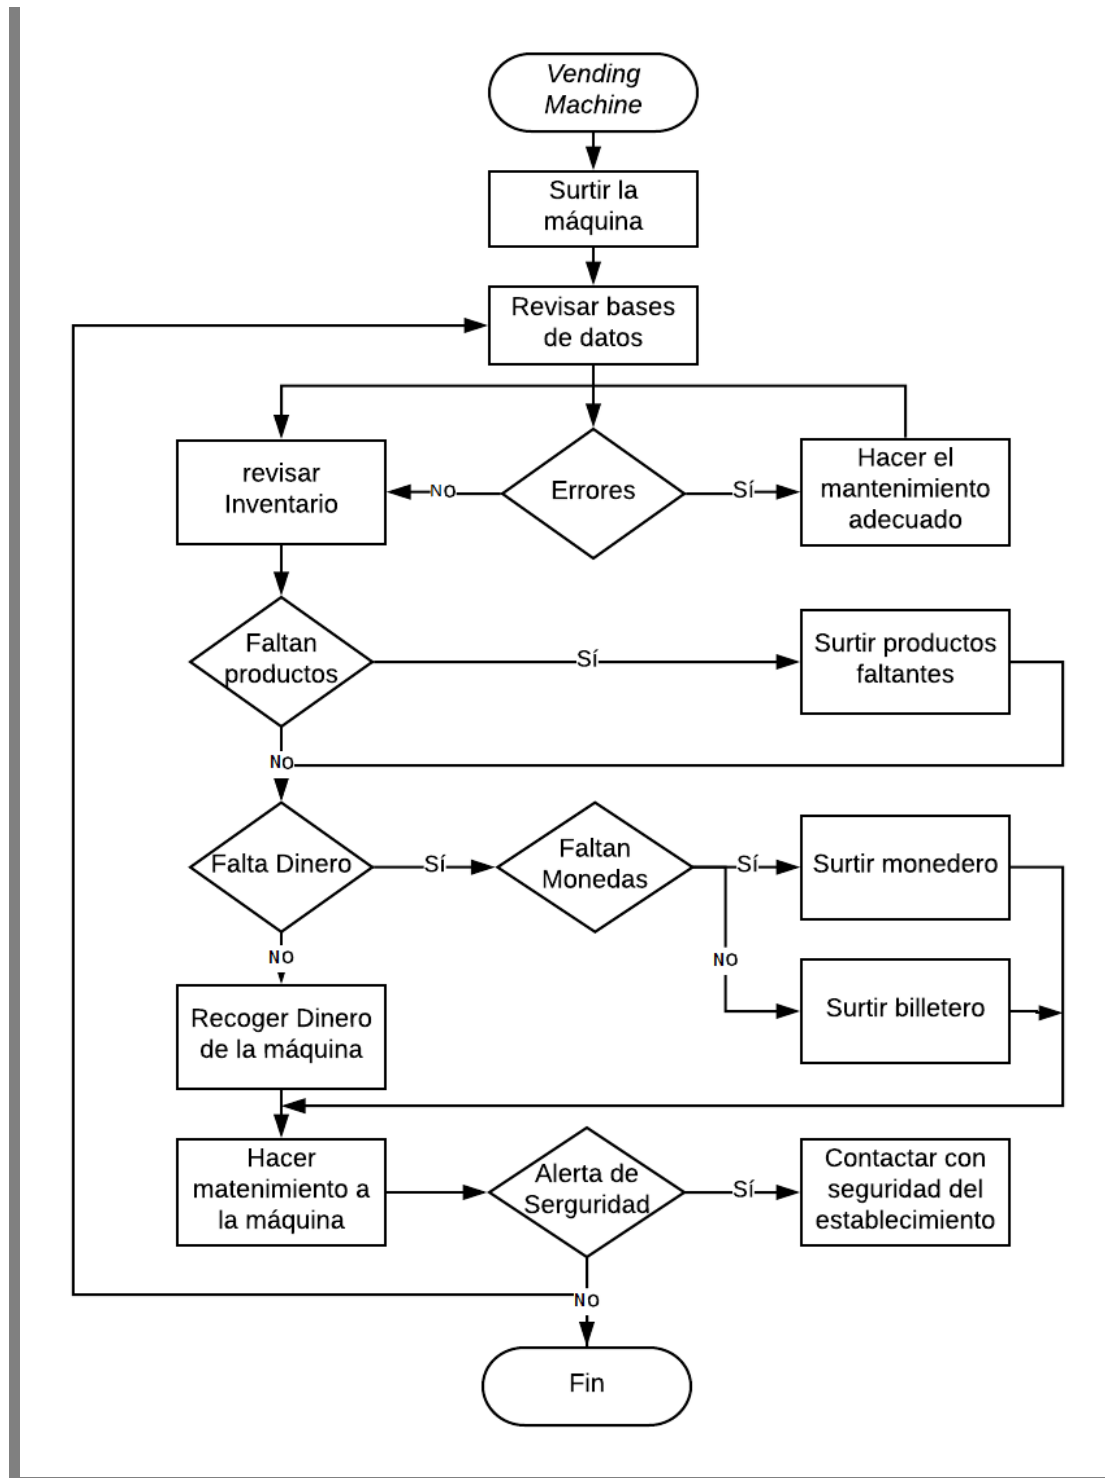 Vending
Machine
Surtir la
máquina
Revisar bases
de datos
revisar
Inventario
NO
Errores
Sí
Hacer el
mantenimiento
adecuado
Faltan
productos
Sí
Surtir productos
faltantes
NO
Falta Dinero
Sí
Faltan
Monedas
Sí
Surtir monedero
NO
NO
Surtir billetero
Recoger Dinero
de la máquina
Hacer
matenimiento a
la máquina
Alerta de
Serguridad
Sí
Contactar con
seguridad del
establecimiento
NO
Fin